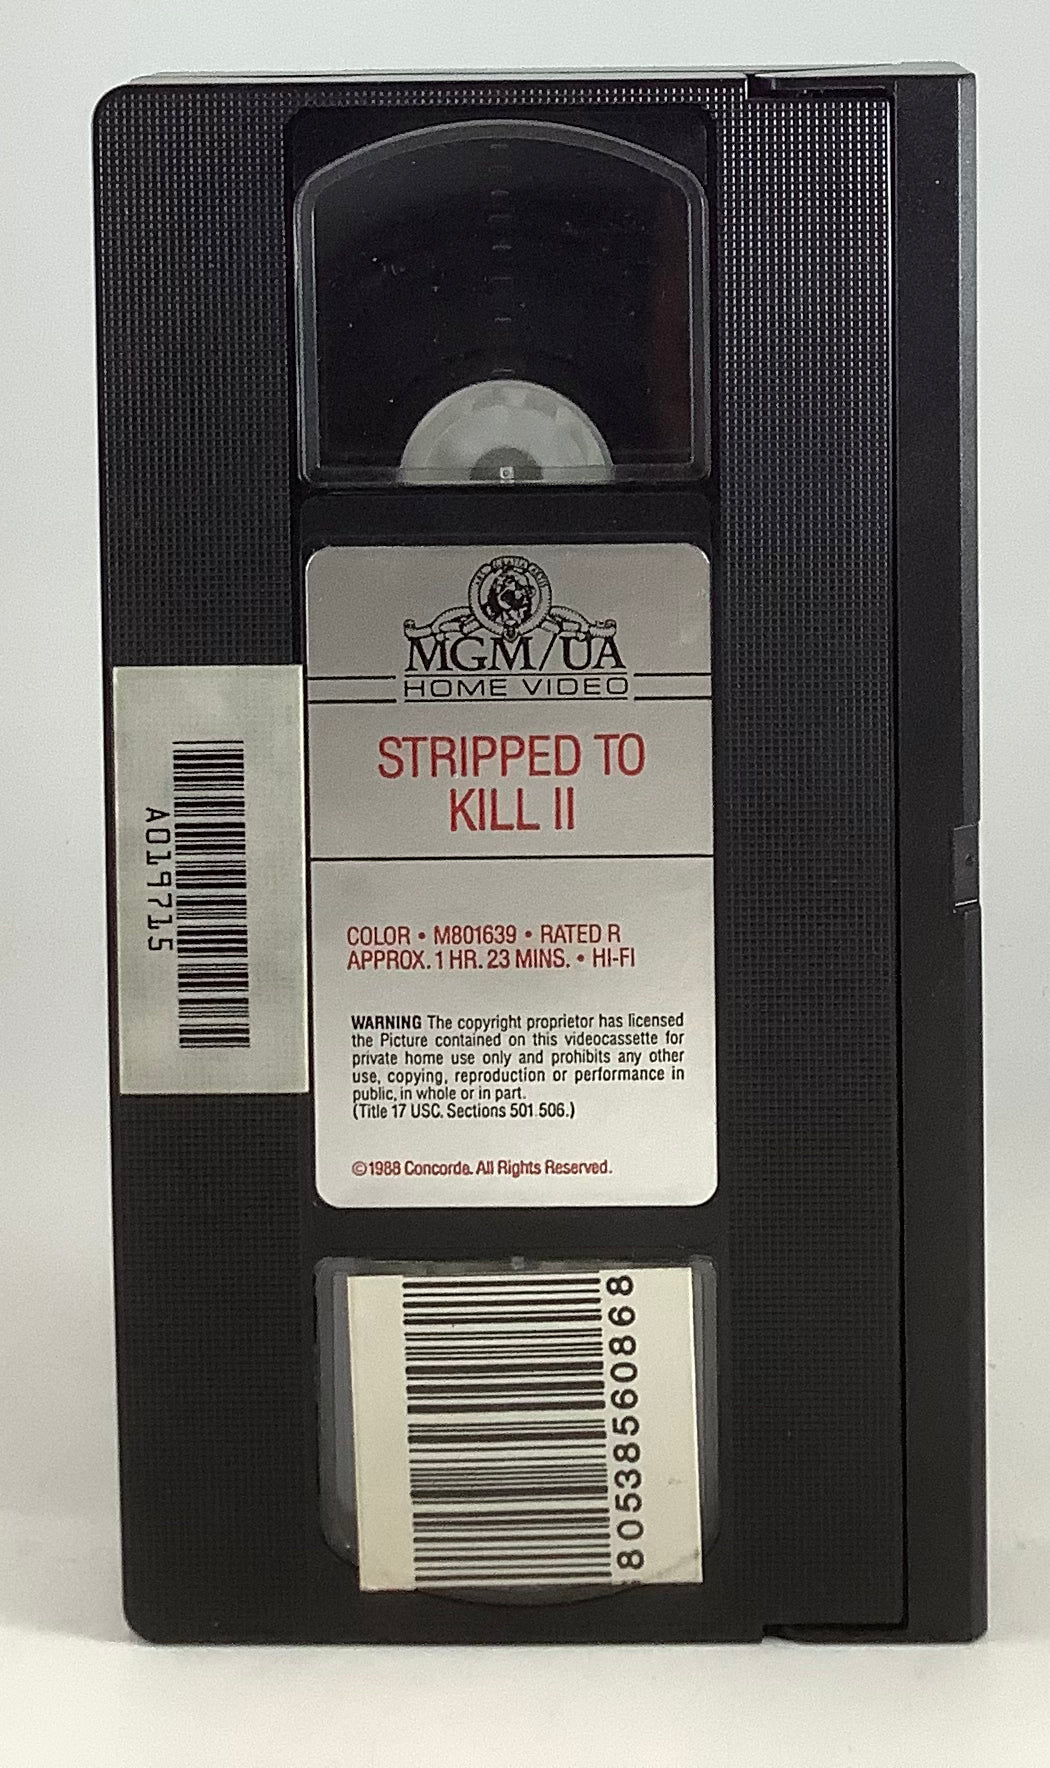 MGM/UA
HOME VIDEO
STRIPPED TO
KILL II
COLOR • M801639 • RATED R
APPROX. 1 HR. 23 MINS. • HI-FI
WARNING The copyright proprietor has licensed
the Picture contained on this videocassette for
private home use only and prohibits any other
use, copying, reproduction or performance in
public, in whole or in part.
(Title 17 USC. Sections 501 506.)
©1988 Concorde. All Rights Reserved.
A019715
80538560868